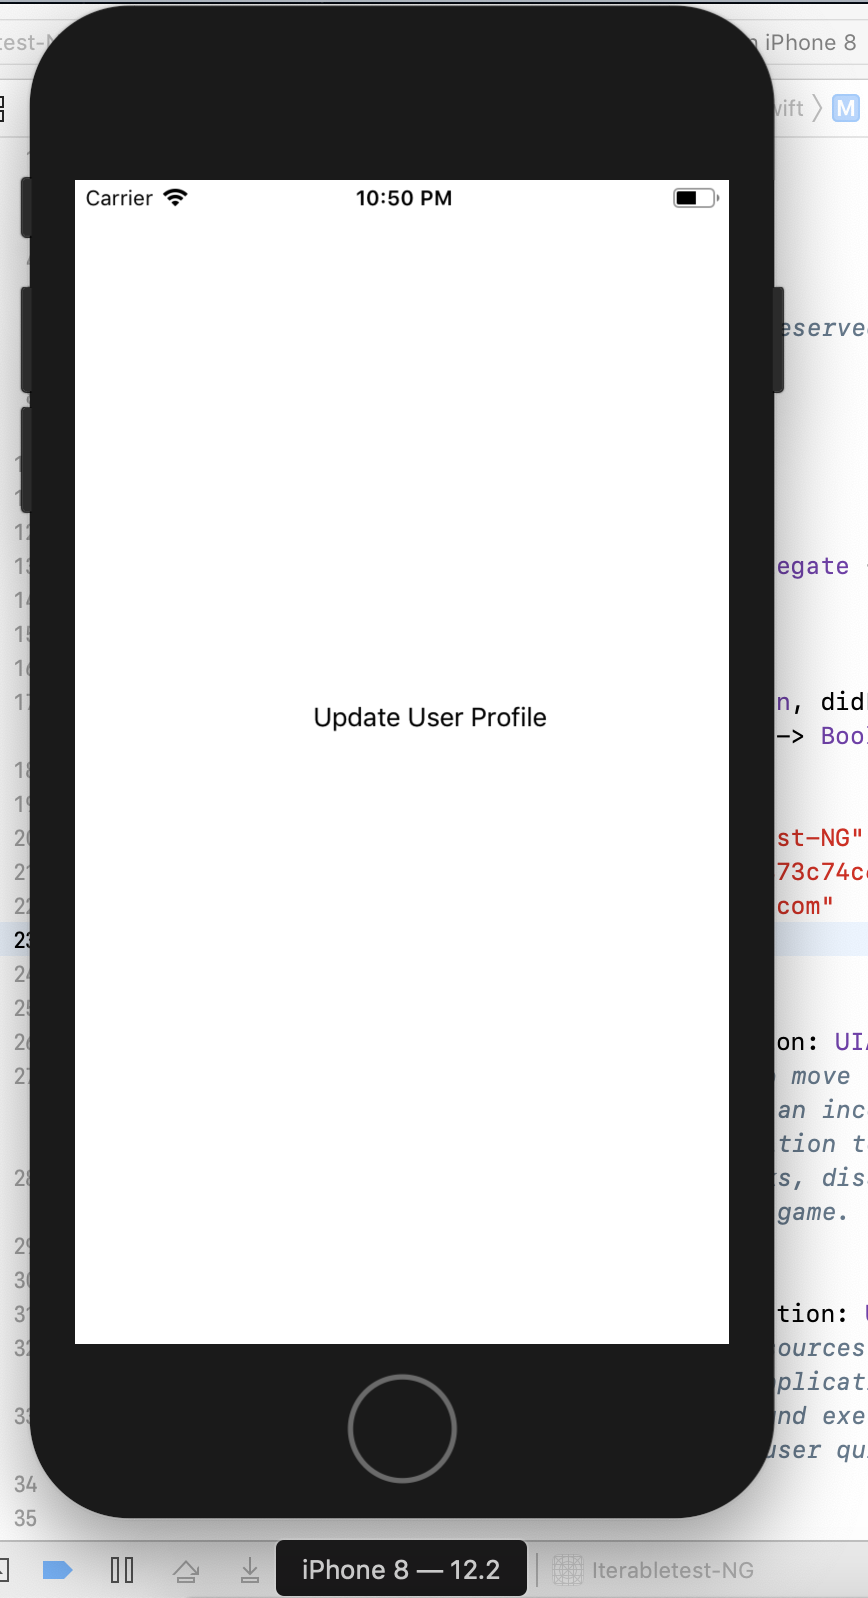 iPhone 8
M
Carrier
10:50 PM
Update User Profile
egate
n, did
-> Boo
st-NG"
73c74c
com"
on: UI
move
an inc
tion t
s, dis
game.
tion:
ources
plicat
nd exe
user qu
12
13
14
15
16
17
18
19
20
21
22
23
24
25
26
27
28
29
30
31
32
33
34
35
iPhone 8 — 12.2
Iterabletest-NG